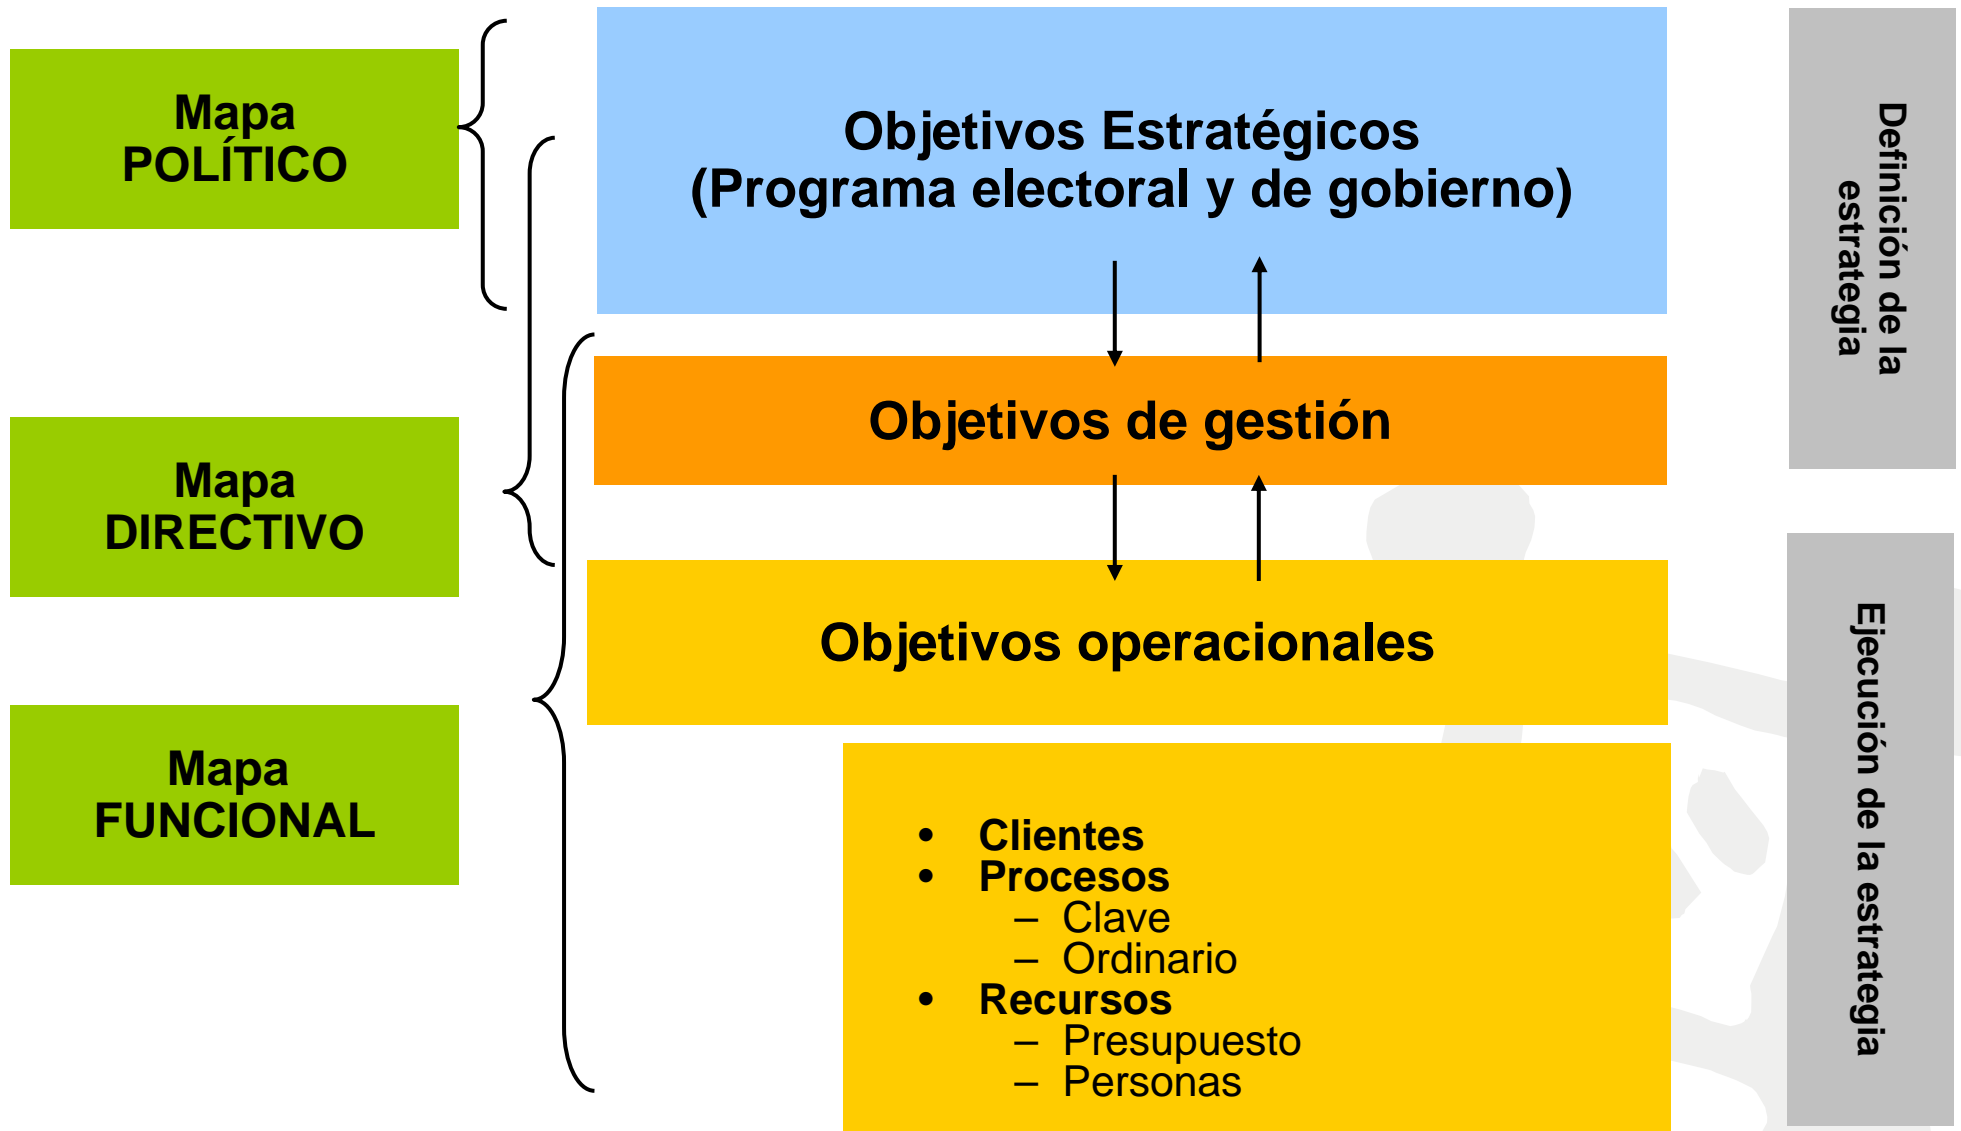 Mapa
POLÍTICO
Objetivos Estratégicos
(Programa electoral y de gobierno)
Definición de la
estrategia
Objetivos de gestión
Mapa
DIRECTIVO
Objetivos operacionales
Mapa
FUNCIONAL
• Clientes
• Procesos
– Clave
– Ordinario
• Recursos
– Presupuesto
– Personas
Ejecución de la estrategia